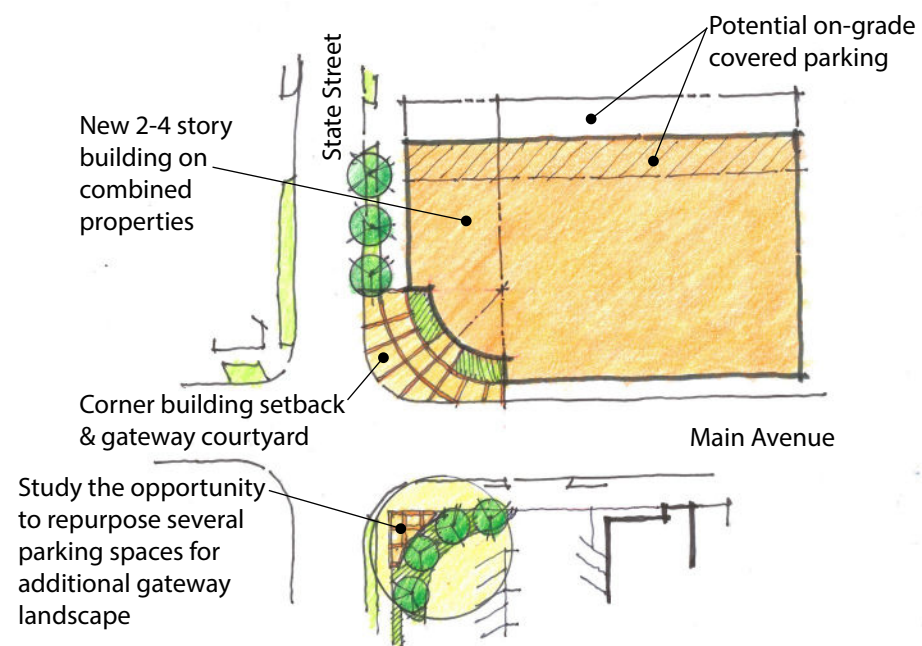 Potential on-grade
covered parking
State Street
New 2-4 story
building on
combined
properties
Corner building setback
& gateway courtyard
Main Avenue
Study the opportunity
to repurpose several
parking spaces for
additional gateway
landscape